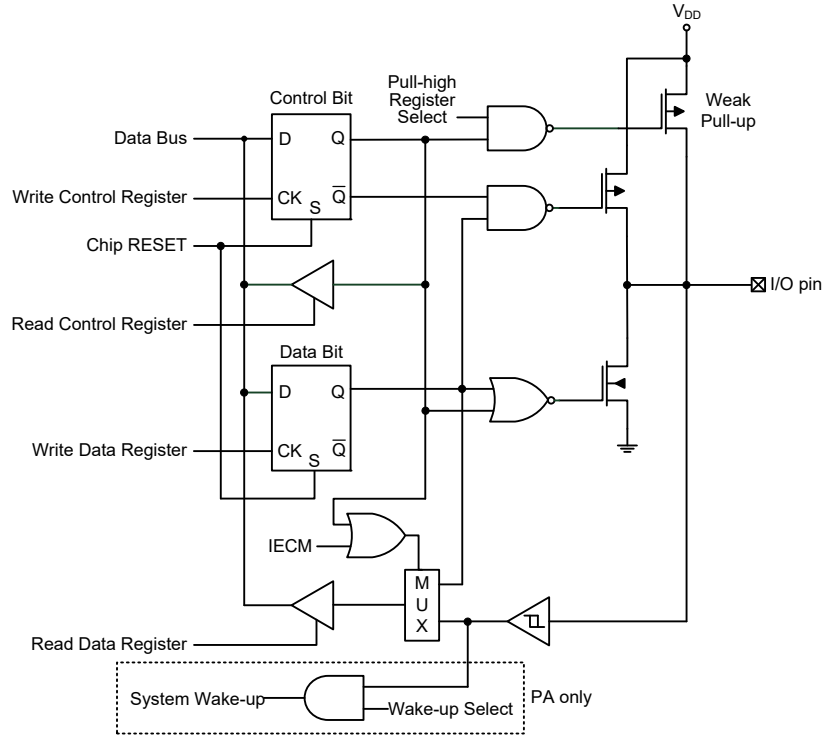 V_DD
Pull-high
Register
Select
Weak
Pull-up
Control Bit
Data Bus
D
Q
Write Control Register
CK
S
Q̅
Chip RESET
I/O pin
Read Control Register
Data Bit
D
Q
Write Data Register
CK
S
Q̅
IECM
M
U
X
Read Data Register
System Wake-up
Wake-up Select
PA only